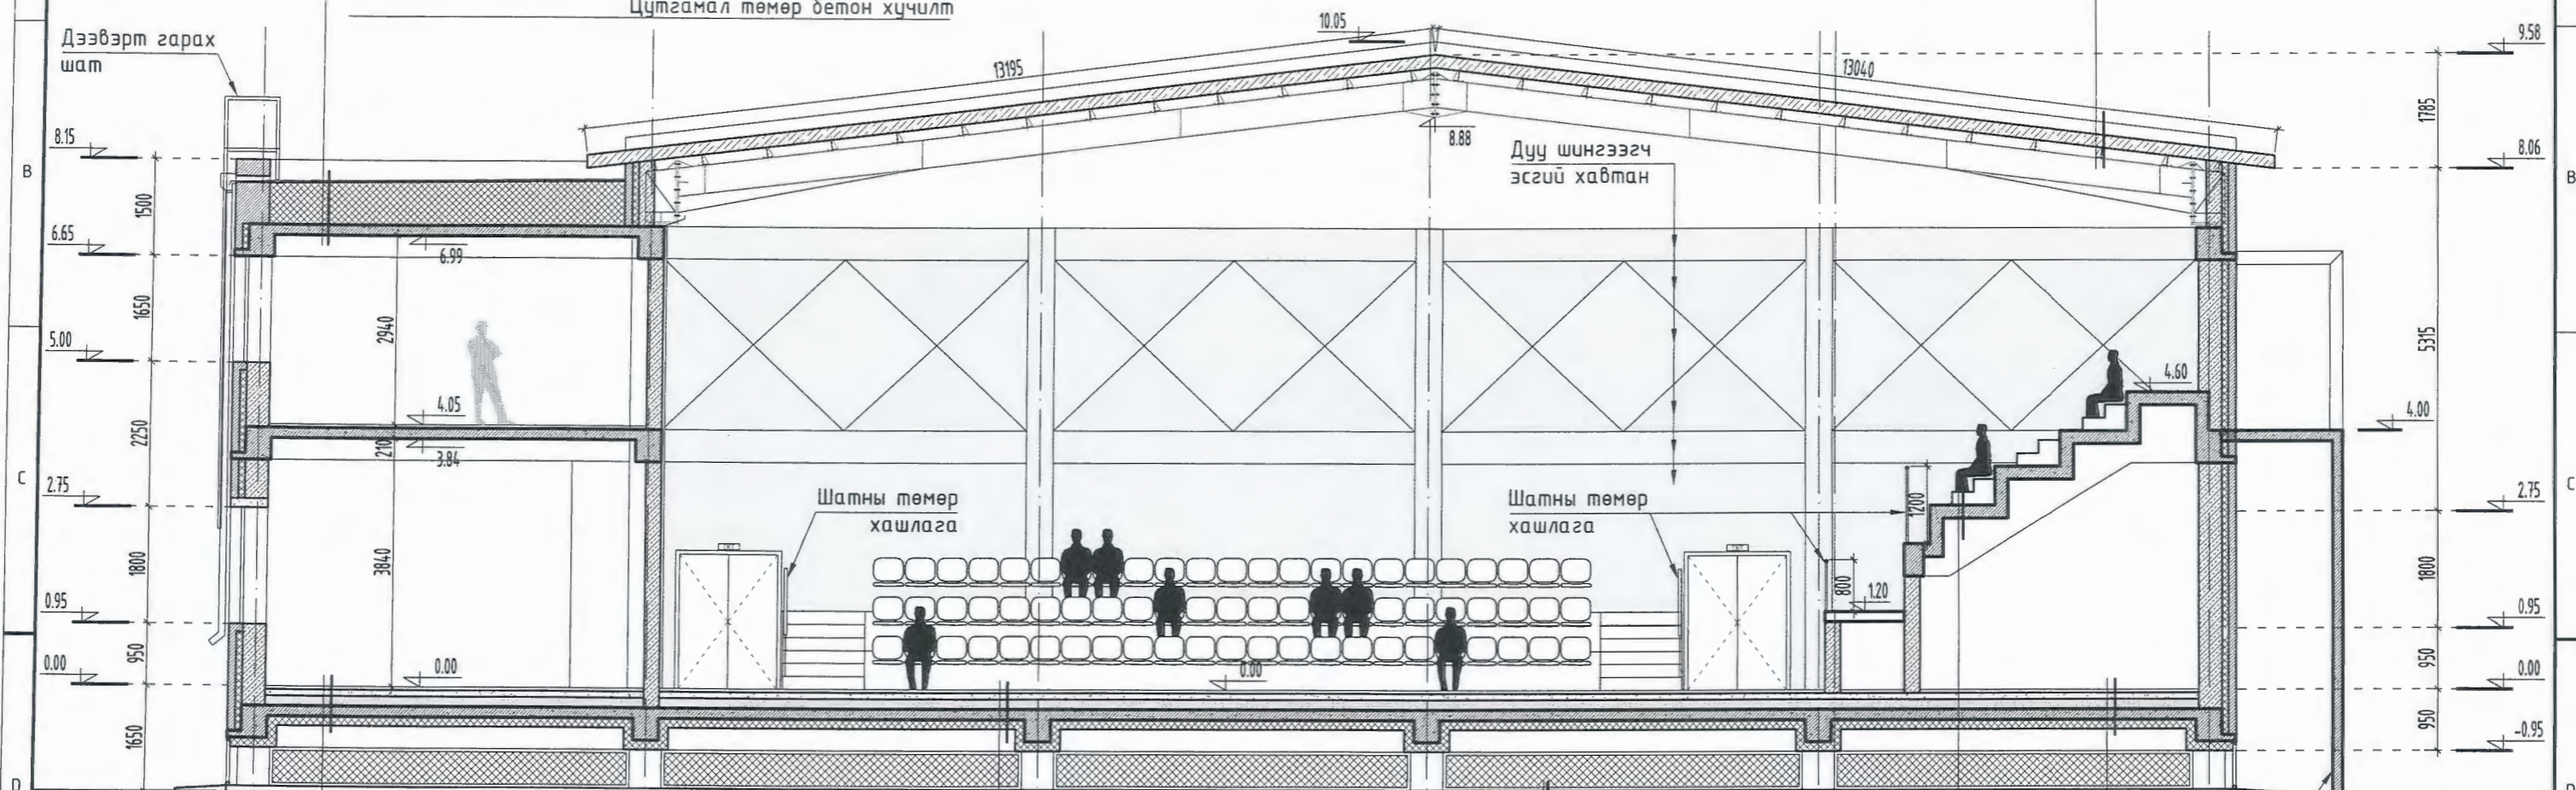 Цутгамал төмөр бетон хучилт
Дээвэрт гарах
шат
10.05
9.58
13195
13040
1785
8.15
8.88
Дуу шингээгч
эсгий хавтан
8.06
B
B
1500
6.65
6.99
1650
2940
5315
5.00
4.60
4.05
4.00
2250
210
3.84
C
C
2.75
Шатны төмөр
хашлага
Шатны төмөр
хашлага
1200
2.75
1800
3840
800
1.20
1800
0.95
0.95
950
950
0.00
0.00
0.00
0.00
1650
950
-0.95
D